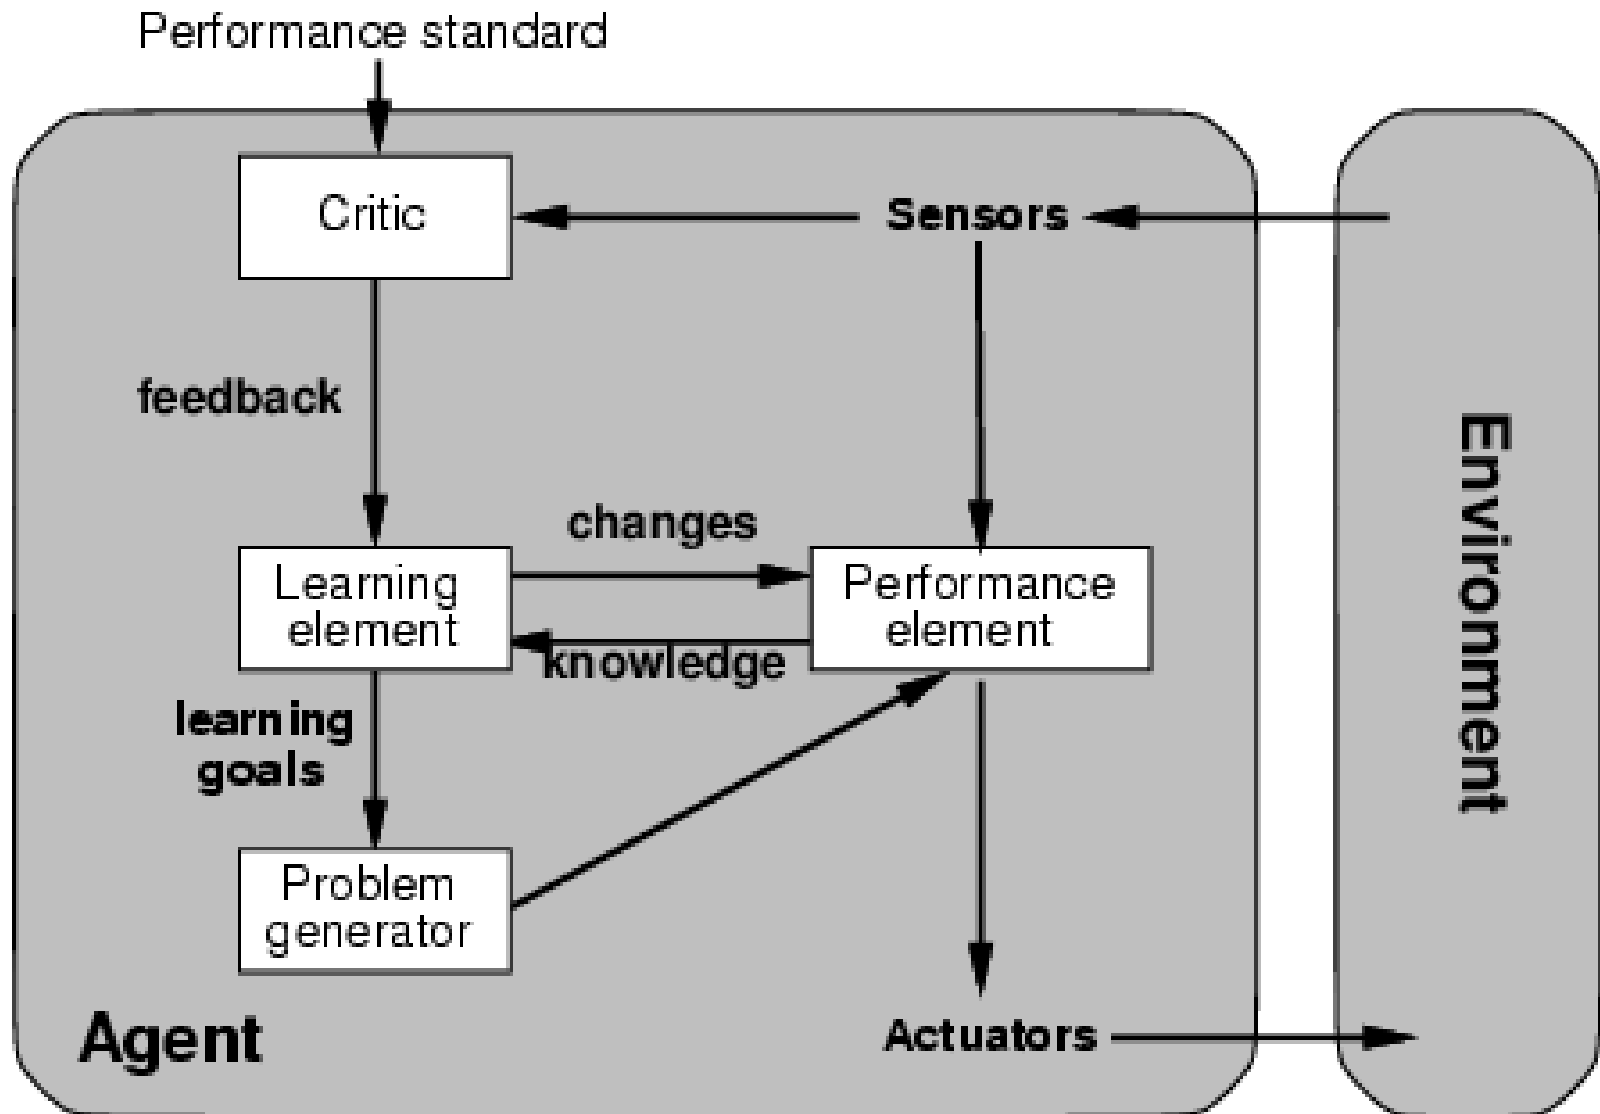 Performance standard
Critic
Sensors
feedback
changes
Learning
element
Performance
element
knowledge
learning
goals
Problem
generator
Agent
Actuators
Environment